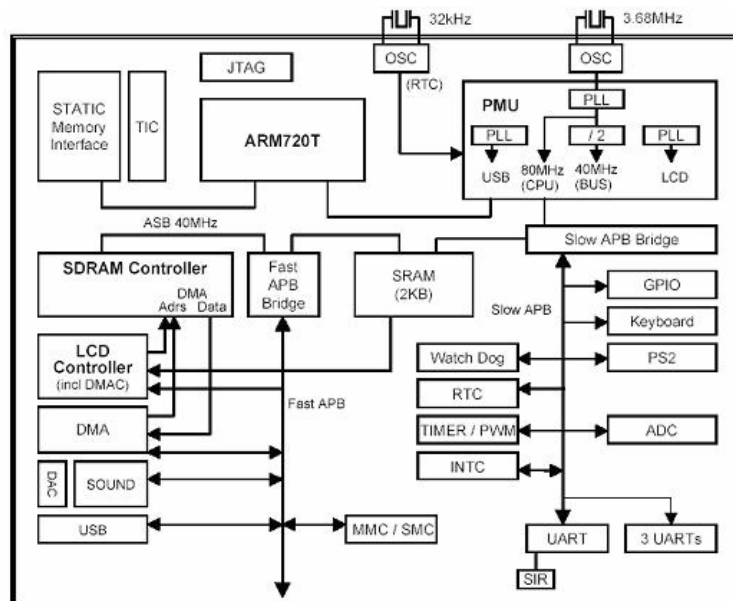 32kHz
3.68MHz
OSC
OSC
(RTC)
JTAG
STATIC
Memory
Interface
TIC
ARM720T
PMU
PLL
PLL
/ 2
PLL
USB
80MHz
(CPU)
40MHz
(BUS)
LCD
ASB 40MHz
SDRAM Controller
DMA
Adrs Data
Fast
APB
Bridge
SRAM
(2KB)
Slow APB Bridge
Slow APB
GPIO
Keyboard
LCD
Controller
(incl DMAC)
Watch Dog
PS2
RTC
Fast APB
DMA
TIMER / PWM
ADC
INTC
DAC
SOUND
USB
MMC / SMC
UART
3 UARTs
SIR